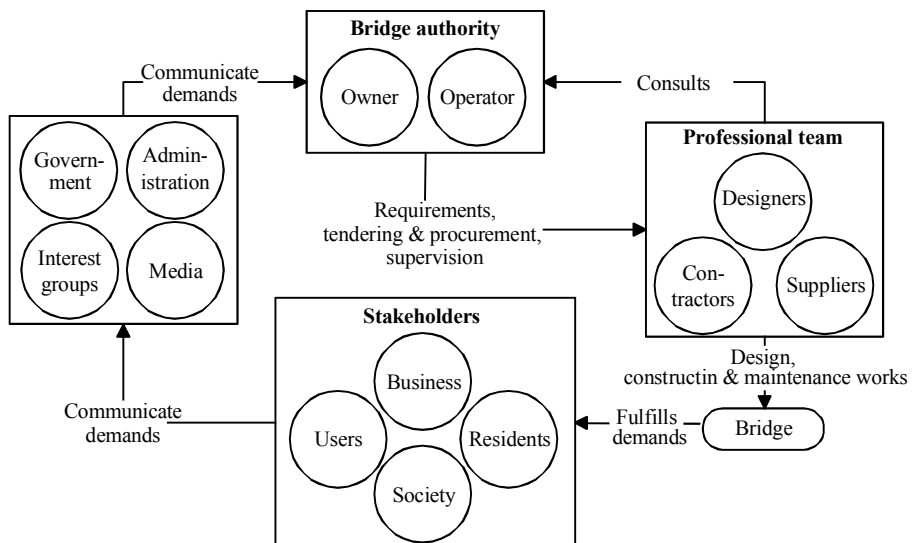 Bridge authority
Owner
Operator
Communicate
demands
Consults
Govern-
ment
Admin-
istration
Interest
groups
Media
Professional team
Designers
Con-
tractors
Suppliers
Requirements,
tendering & procurement,
supervision
Stakeholders
Business
Users
Residents
Society
Design,
constructin & maintenance works
Bridge
Fulfills
demands
Communicate
demands